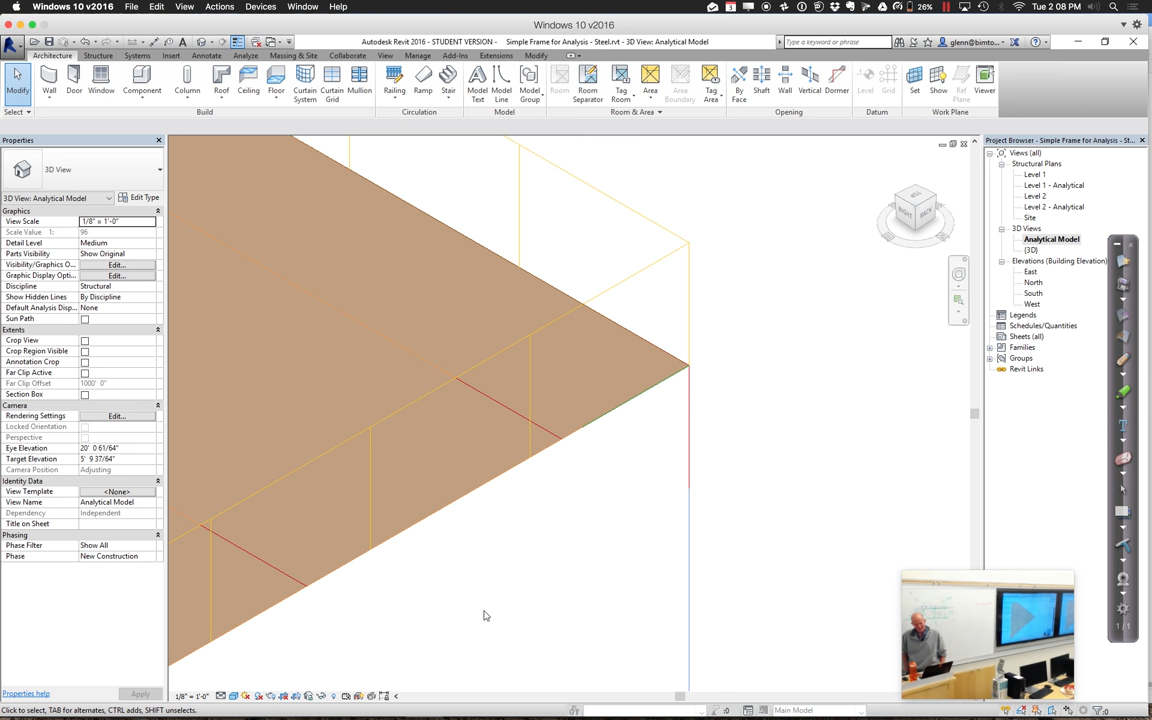 Windows 10 v2016 File Edit View Actions Devices Window Help 26% Tue 2 08 PM
Windows 10 v2016
Autodesk Revit 2016 - STUDENT VERSION - Simple Frame for Analysis - Steel.rvt - 3D View: Analytical Model
Type a keyword or phrase
glenn@bimto...
Architecture Structure Systems Insert Annotate Analyze Massing & Site Collaborate View Manage Add-Ins Extensions Modify
Modify Wall Door Window Component Column Roof Ceiling Floor Curtain System Curtain Grid Mullion Railing Ramp Stair Model Text Model Line Model Group Room Room Separator Tag Room Area Area Boundary Tag Area By Face Shaft Wall Vertical Dormer Level Grid Set Show Ref Plane Viewer
Select Build Circulation Model Room & Area Opening Datum Work Plane
Properties
3D View
3D View: Analytical Model Edit Type
Graphics
View Scale 1/8" = 1'-0"
Scale Value 1: 96
Detail Level Medium
Parts Visibility Show Original
Visibility/Graphics O... Edit...
Graphic Display Opti... Edit...
Discipline Structural
Show Hidden Lines By Discipline
Default Analysis Disp... None
Sun Path
Extents
Crop View
Crop Region Visible
Annotation Crop
Far Clip Active
Far Clip Offset 1000' 0"
Section Box
Camera
Rendering Settings Edit...
Locked Orientation
Perspective
Eye Elevation 20' 0 61/64"
Target Elevation 5' 9 37/64"
Camera Position Adjusting
Identity Data
View Template <None>
View Name Analytical Model
Dependency Independent
Title on Sheet
Phasing
Phase Filter Show All
Phase New Construction
Properties help Apply
TOP
RIGHT BACK
Project Browser - Simple Frame for Analysis - St...
Views (all)
Structural Plans
Level 1
Level 1 - Analytical
Level 2
Level 2 - Analytical
Site
3D Views
Analytical Model
{3D}
Elevations (Building Elevation)
East
North
South
West
Legends
Schedules/Quantities
Sheets (all)
Families
Groups
Revit Links
1 / 1
1/8" = 1'-0"
Click to select, TAB for alternates, CTRL adds, SHIFT unselects.
:0 Main Model :0